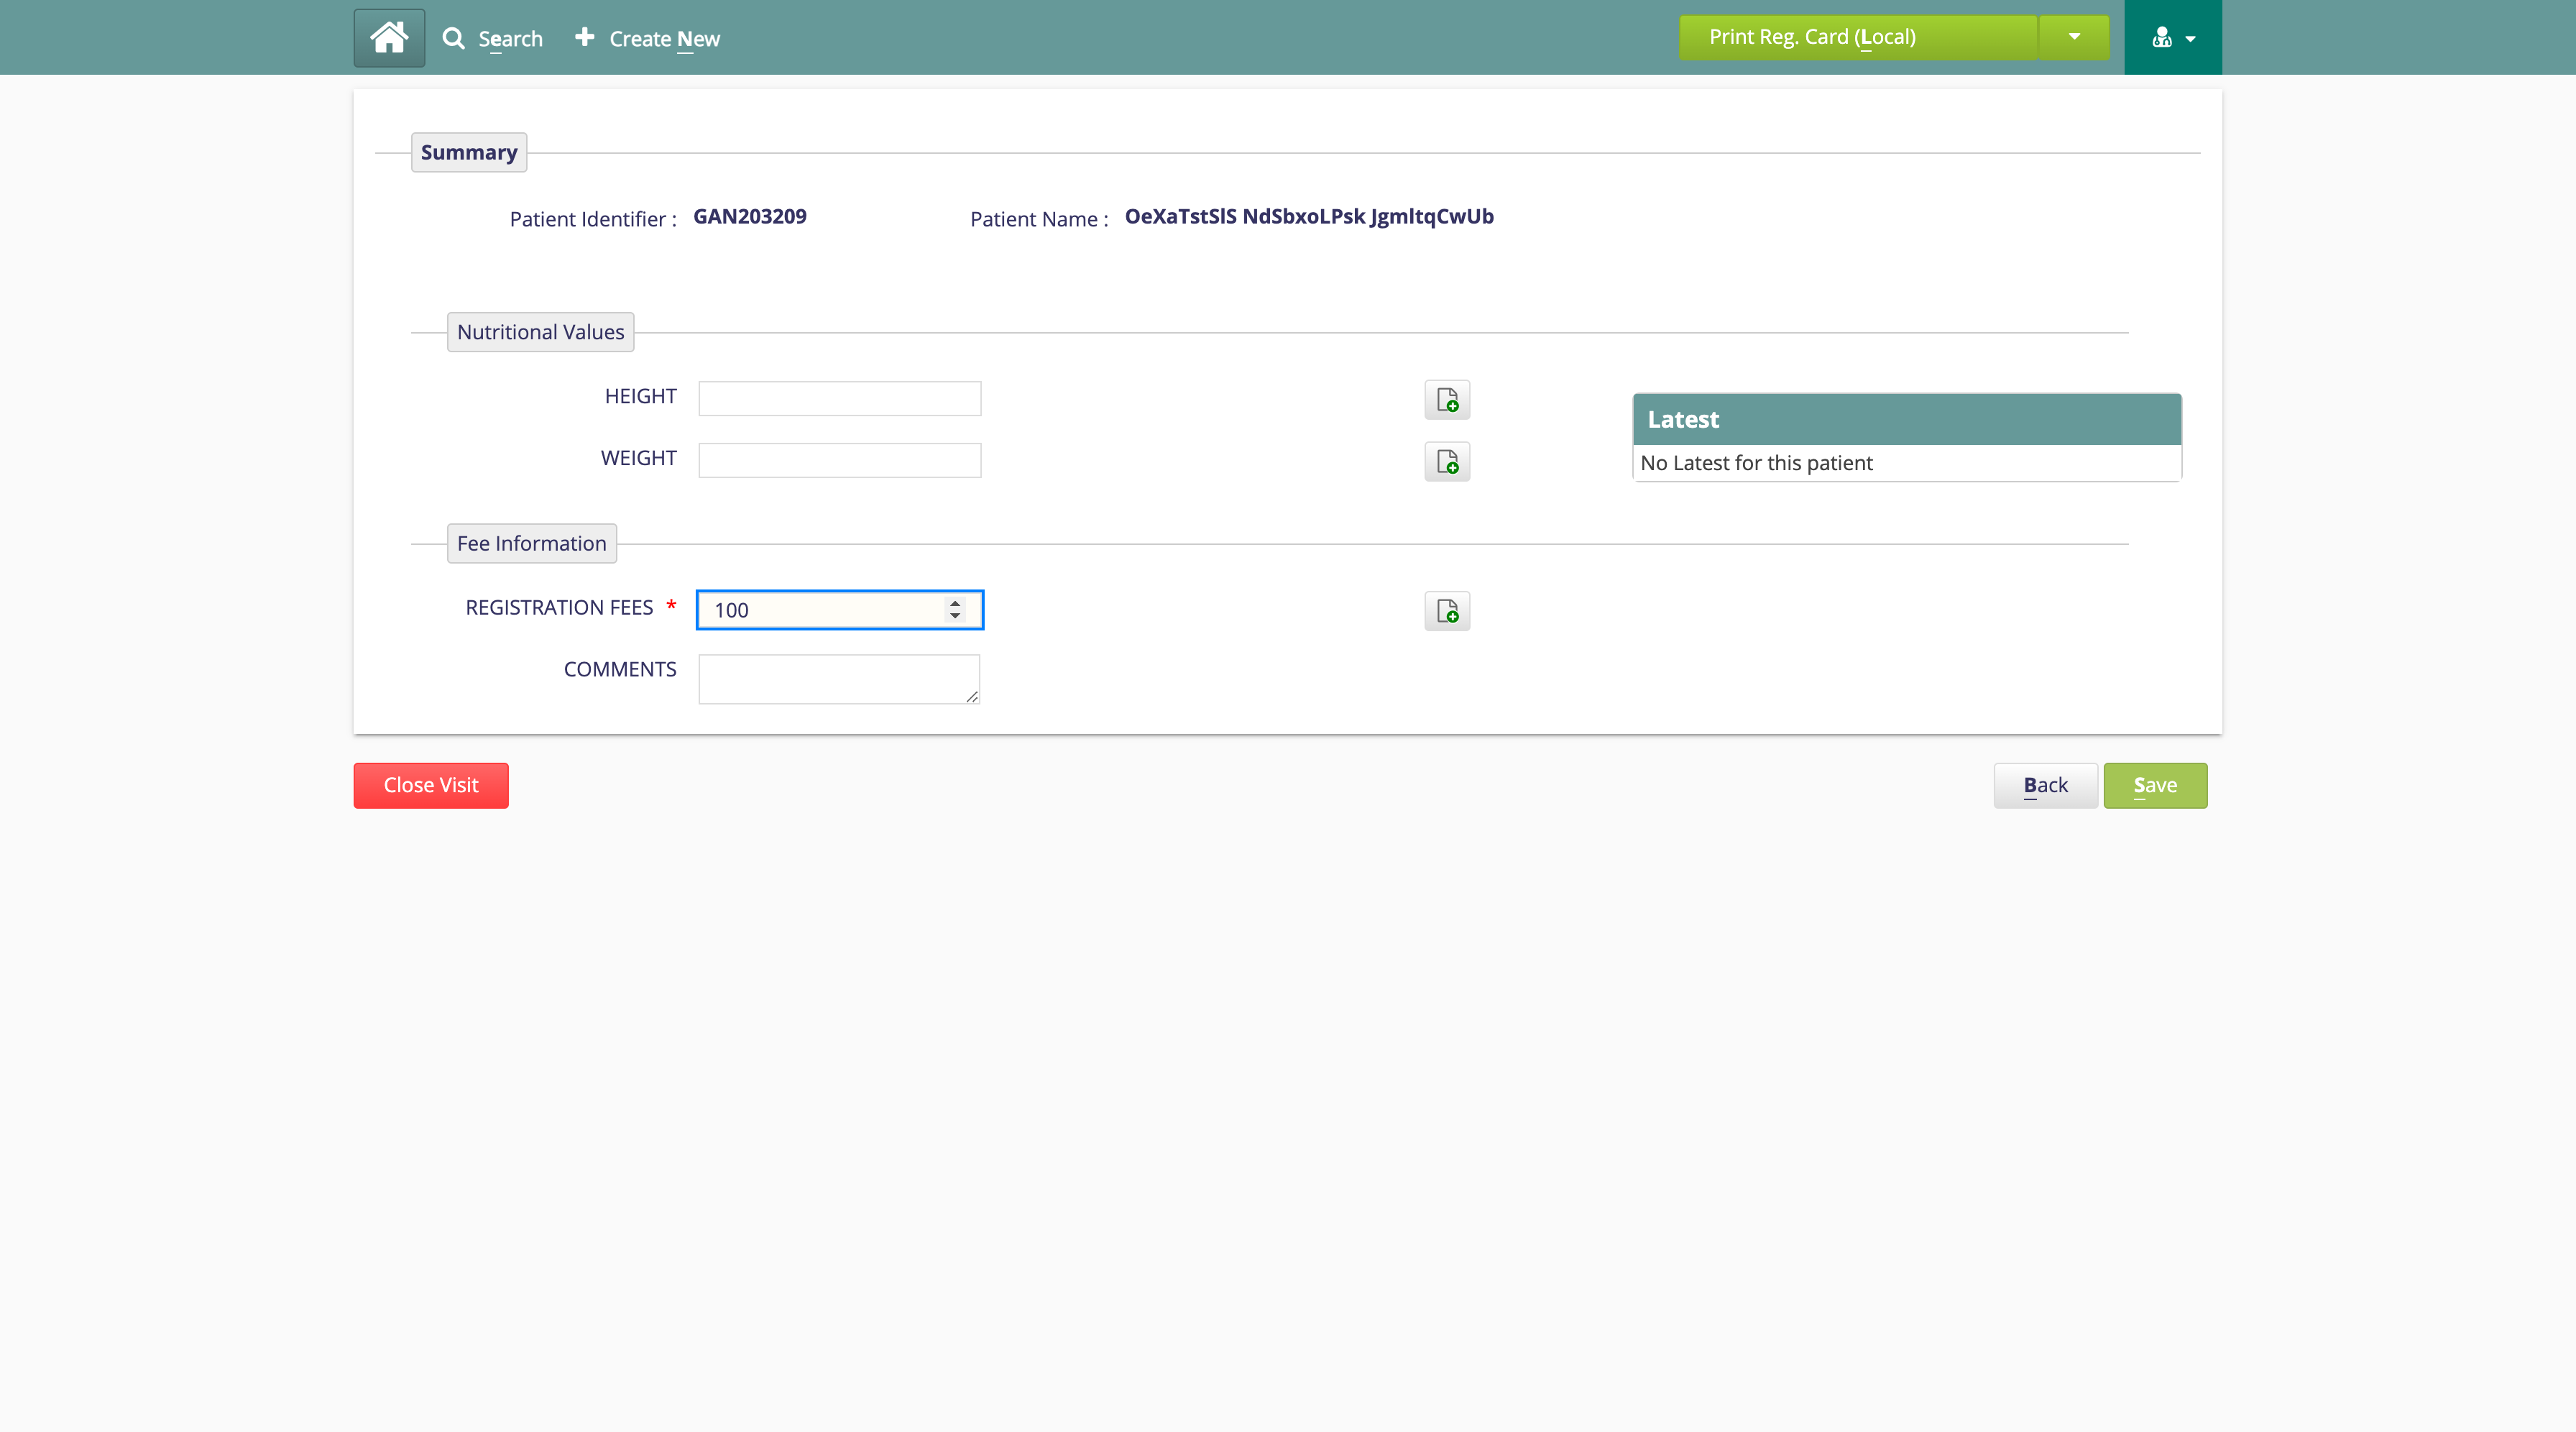 Search Create New Print Reg. Card (Local)
Summary
Patient Identifier : GAN203209 Patient Name : OeXaTstSlS NdSbxoLPsk JgmltqCwUb
Nutritional Values
HEIGHT
Latest
WEIGHT
No Latest for this patient
Fee Information
REGISTRATION FEES * 100
COMMENTS
Close Visit Back Save